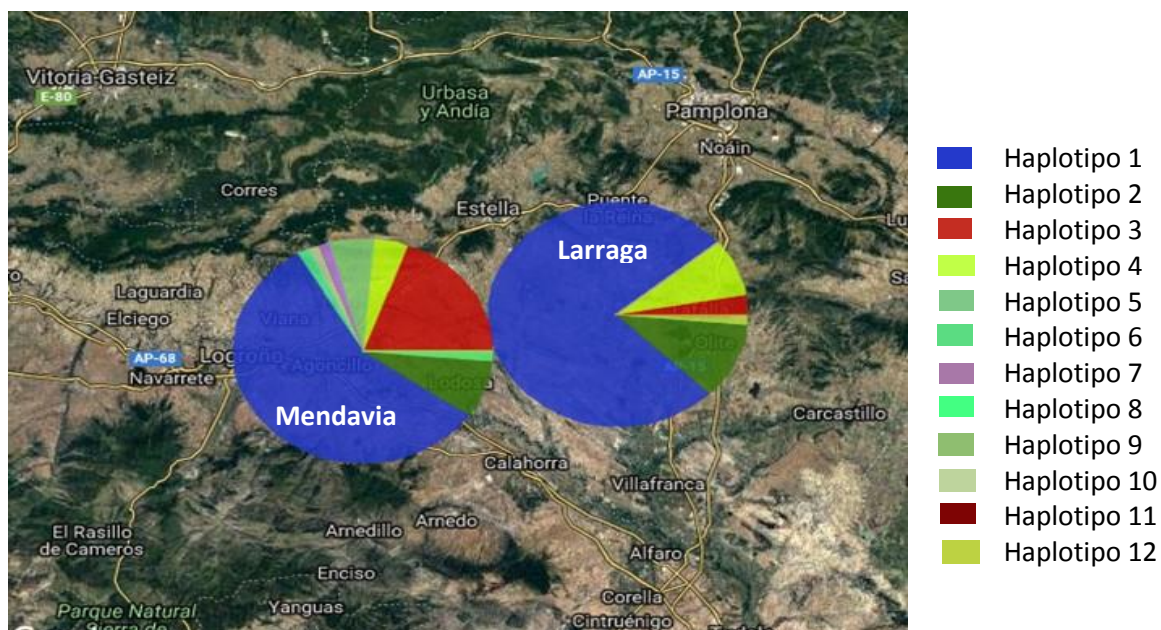 Vitoria-Gasteiz
E-80
Urbasa
y Andía
AP-15
Pamplona
Noáin
Corres
Estella
Puente
la Reina
Larraga
Laguardia
Elciego
Viana
AP-68
Logroño
Agoncillo
Navarrete
Lodosa
Mendavia
Tafalla
Olite
AP-15
Carcastillo
Calahorra
Villafranca
El Rasillo
de Cameros
Arnedillo
Arnedo
Alfaro
Enciso
Yanguas
Corella
Cintruénigo
Parque Natural
Haplotipo 1
Haplotipo 2
Haplotipo 3
Haplotipo 4
Haplotipo 5
Haplotipo 6
Haplotipo 7
Haplotipo 8
Haplotipo 9
Haplotipo 10
Haplotipo 11
Haplotipo 12